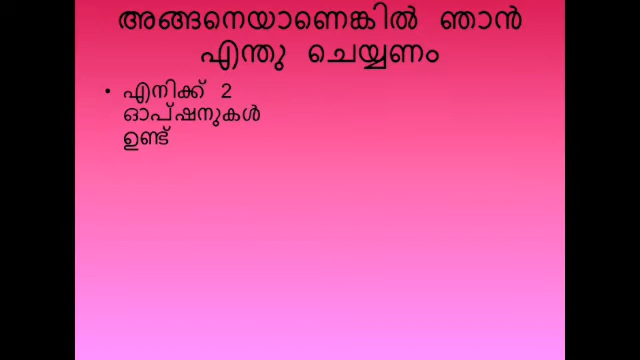 അങ്ങനെയാണെങ്കിൽ ഞാൻ
എന്തു ചെയ്യണം
• എനിക്ക് 2
ഓപ്ഷനുകൾ
ഉണ്ട്